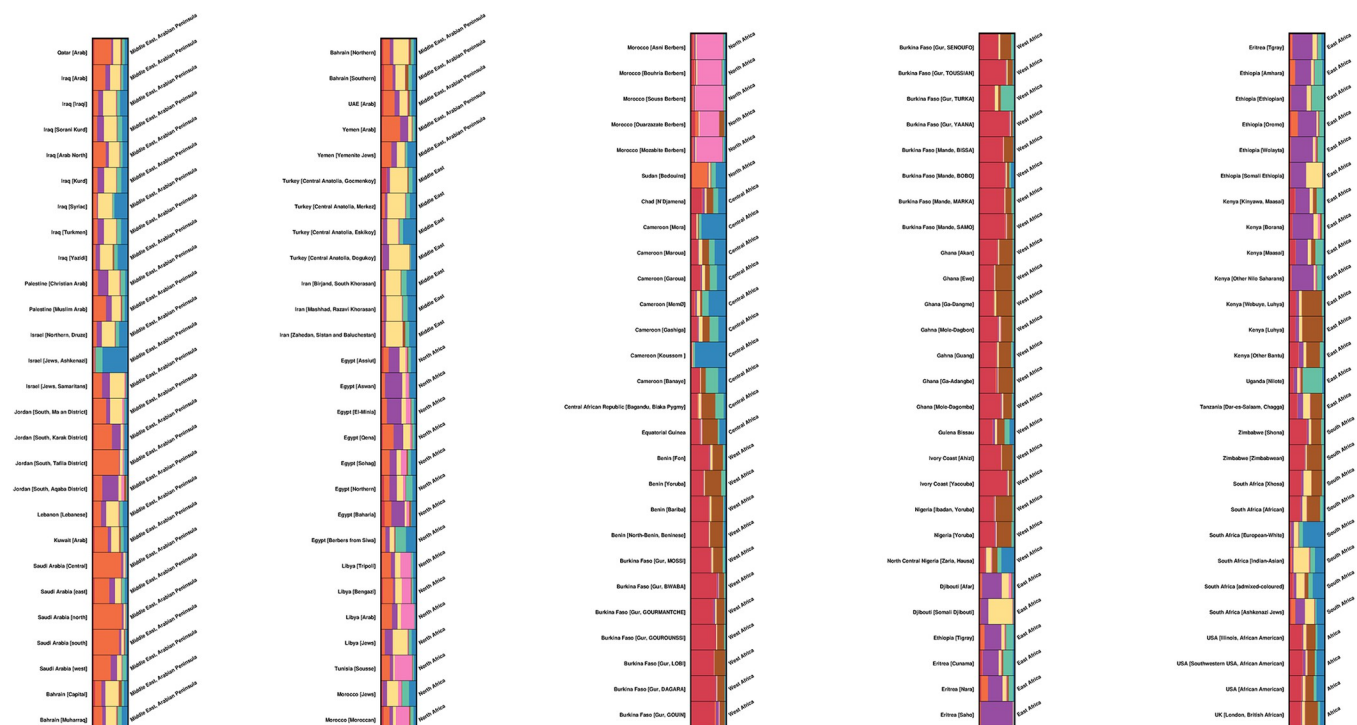 Qatar [Arab] Middle East, Arabian Peninsula
Iraq [Arab] Middle East, Arabian Peninsula
Iraq [Iraqi] Middle East, Arabian Peninsula
Iraq [Sorani Kurd] Middle East, Arabian Peninsula
Iraq [Arab North] Middle East, Arabian Peninsula
Iraq [Kurd] Middle East, Arabian Peninsula
Iraq [Syriac] Middle East, Arabian Peninsula
Iraq [Turkmen] Middle East, Arabian Peninsula
Iraq [Yazidi] Middle East, Arabian Peninsula
Palestine [Christian Arab] Middle East, Arabian Peninsula
Palestine [Muslim Arab] Middle East, Arabian Peninsula
Israel [Northern, Druze] Middle East, Arabian Peninsula
Israel [Jews, Ashkenazi] Middle East, Arabian Peninsula
Israel [Jews, Samaritans] Middle East, Arabian Peninsula
Jordan [South, Ma an District] Middle East, Arabian Peninsula
Jordan [South, Karak District] Middle East, Arabian Peninsula
Jordan [South, Tafila District] Middle East, Arabian Peninsula
Jordan [South, Aqaba District] Middle East, Arabian Peninsula
Lebanon [Lebanese] Middle East, Arabian Peninsula
Kuwait [Arab] Middle East, Arabian Peninsula
Saudi Arabia [Central] Middle East, Arabian Peninsula
Saudi Arabia [east] Middle East, Arabian Peninsula
Saudi Arabia [north] Middle East, Arabian Peninsula
Saudi Arabia [south] Middle East, Arabian Peninsula
Saudi Arabia [west] Middle East, Arabian Peninsula
Bahrain [Capital] Middle East, Arabian Peninsula
Bahrain [Muharraq] Middle East, Arabian Peninsula
Bahrain [Northern] Middle East, Arabian Peninsula
Bahrain [Southern] Middle East, Arabian Peninsula
UAE [Arab] Middle East, Arabian Peninsula
Yemen [Arab] Middle East, Arabian Peninsula
Yemen [Yemenite Jews] Middle East, Arabian Peninsula
Turkey [Central Anatolia, Gocmenkoy] Middle East
Turkey [Central Anatolia, Merkez] Middle East
Turkey [Central Anatolia, Eskikoy] Middle East
Turkey [Central Anatolia, Dogukoy] Middle East
Iran [Birjand, South Khorasan] Middle East
Iran [Mashhad, Razavi Khorasan] Middle East
Iran [Zahedan, Sistan and Baluchestan] Middle East
Egypt [Assiut] North Africa
Egypt [Aswan] North Africa
Egypt [El-Minia] North Africa
Egypt [Qena] North Africa
Egypt [Sohag] North Africa
Egypt [Northern] North Africa
Egypt [Baharia] North Africa
Egypt [Berbers from Siwa] North Africa
Libya [Tripoli] North Africa
Libya [Bengazi] North Africa
Libya [Arab] North Africa
Libya [Jews] North Africa
Tunisia [Sousse] North Africa
Morocco [Jews] North Africa
Morocco [Moroccan] North Africa
Morocco [Asni Berbers] North Africa
Morocco [Bouhria Berbers] North Africa
Morocco [Souss Berbers] North Africa
Morocco [Ouarzazate Berbers] North Africa
Morocco [Mozabite Berbers] North Africa
Sudan [Bedouins] North Africa
Chad [N'Djamena] Central Africa
Cameroon [Mora] Central Africa
Cameroon [Maroua] Central Africa
Cameroon [Garoua] Central Africa
Cameroon Central Africa
Cameroon [Gashiga] Central Africa
Cameroon [Kousseri ] Central Africa
Cameroon [Banayo] Central Africa
Central African Republic [Bagandu, Biaka Pygmy] Central Africa
Equatorial Guinea Central Africa
Benin [Fon] West Africa
Benin [Yoruba] West Africa
Benin [Bariba] West Africa
Benin [North-Benin, Beninese] West Africa
Burkina Faso [Gur, MOSSI] West Africa
Burkina Faso [Gur, BWABA] West Africa
Burkina Faso [Gur, GOURMANTCHE] West Africa
Burkina Faso [Gur, GOUROUNSSI] West Africa
Burkina Faso [Gur, LOBI] West Africa
Burkina Faso [Gur, DAGARA] West Africa
Burkina Faso [Gur, GOUIN] West Africa
Burkina Faso [Gur, SENOUFO] West Africa
Burkina Faso [Gur, TOUSSIAN] West Africa
Burkina Faso [Gur, TURKA] West Africa
Burkina Faso [Gur, YAANA] West Africa
Burkina Faso [Mande, BISSA] West Africa
Burkina Faso [Mande, BOBO] West Africa
Burkina Faso [Mande, MARKA] West Africa
Burkina Faso [Mande, SAMO] West Africa
Ghana [Akan] West Africa
Ghana [Ewe] West Africa
Ghana [Ga-Dangme] West Africa
Gahna [Mole-Dagbon] West Africa
Gahna [Guang] West Africa
Ghana [Ga-Adangbe] West Africa
Ghana [Mole-Dagomba] West Africa
Guiena Bissau West Africa
Ivory Coast [Ahizi] West Africa
Ivory Coast [Yacouba] West Africa
Nigeria [Ibadan, Yoruba] West Africa
Nigeria [Yoruba] West Africa
North Central Nigeria [Zaria, Hausa] West Africa
Djibouti [Afar] East Africa
Djibouti [Somali Djibouti] East Africa
Ethiopia [Tigray] East Africa
Eritrea [Cunama] East Africa
Eritrea [Nara] East Africa
Eritrea [Saho] East Africa
Eritrea [Tgray] East Africa
Ethiopia [Amhara] East Africa
Ethiopia [Ethiopian] East Africa
Ethiopia [Oromo] East Africa
Ethiopia [Wolayta] East Africa
Ethiopia [Somali Ethiopia] East Africa
Kenya [Kinyawa, Maasai] East Africa
Kenya [Borana] East Africa
Kenya [Maasai] East Africa
Kenya [Other Nilo Saharans] East Africa
Kenya [Webuye, Luhya] East Africa
Kenya [Luhya] East Africa
Kenya [Other Bantu] East Africa
Uganda [Nilote] East Africa
Tanzania [Dar-es-Salaam, Chagga] East Africa
Zimbabwe [Shona] South Africa
Zimbabwe [Zimbabwean] South Africa
South Africa [Xhosa] South Africa
South Africa [African] South Africa
South Africa [European-White] South Africa
South Africa [Indian-Asian] South Africa
South Africa [admixed-coloured] South Africa
South Africa [Ashkenazi Jews] South Africa
USA [Illinois, African American] Africa
USA [Southwestern USA, African American] Africa
USA [African American] Africa
UK [London, British African] Africa